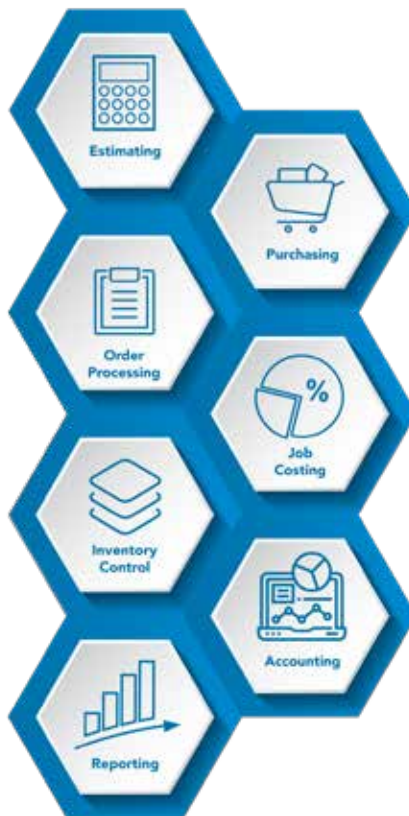 Estimating
Purchasing
Order
Processing
%
Job
Costing
Inventory
Control
Accounting
Reporting